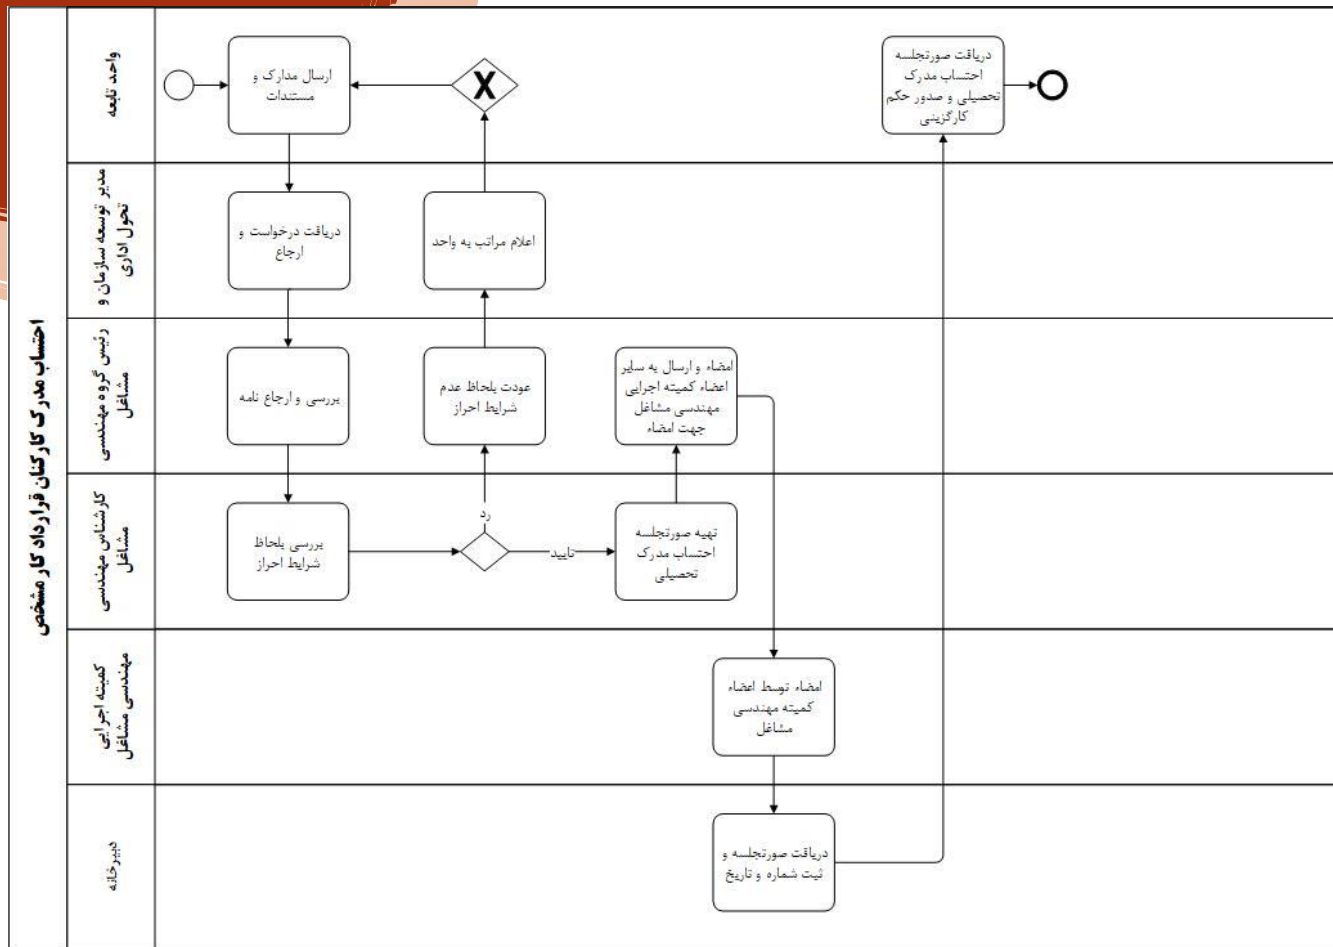 احتساب مدرک کارکنان قرارداد کار مشخص
واحد تابعه
ارسال مدارک و
مستندات
X
دریاقت صورتجلسه
احتساب مدرک
تحصیلی و صدور حکم
کارگزینی
مدیر توسعه سازمان و
تحول اداری
دریاقت درخواست و
ارجاع
اعلام مراتب به واحد
رئیس گروه مهندسی
مشاغل
بررسی و ارجاع نامه
عودت بلحاظ عدم
شرایط احراز
امضاء و ارسال به سایر
اعضاء کمیته اجرایی
مهندسی مشاغل
جهت امضاء
کارشناس مهندسی
مشاغل
بررسی بلحاظ
شرایط احراز
رد
تایید
تهیه صورتجلسه
احتساب مدرک
تحصیلی
کمیته اجرایی
مهندسی مشاغل
امضاء توسط اعضاء
کمیته مهندسی
مشاغل
دبیرخانه
دریاقت صورتجلسه و
ثبت شماره و تاریخ